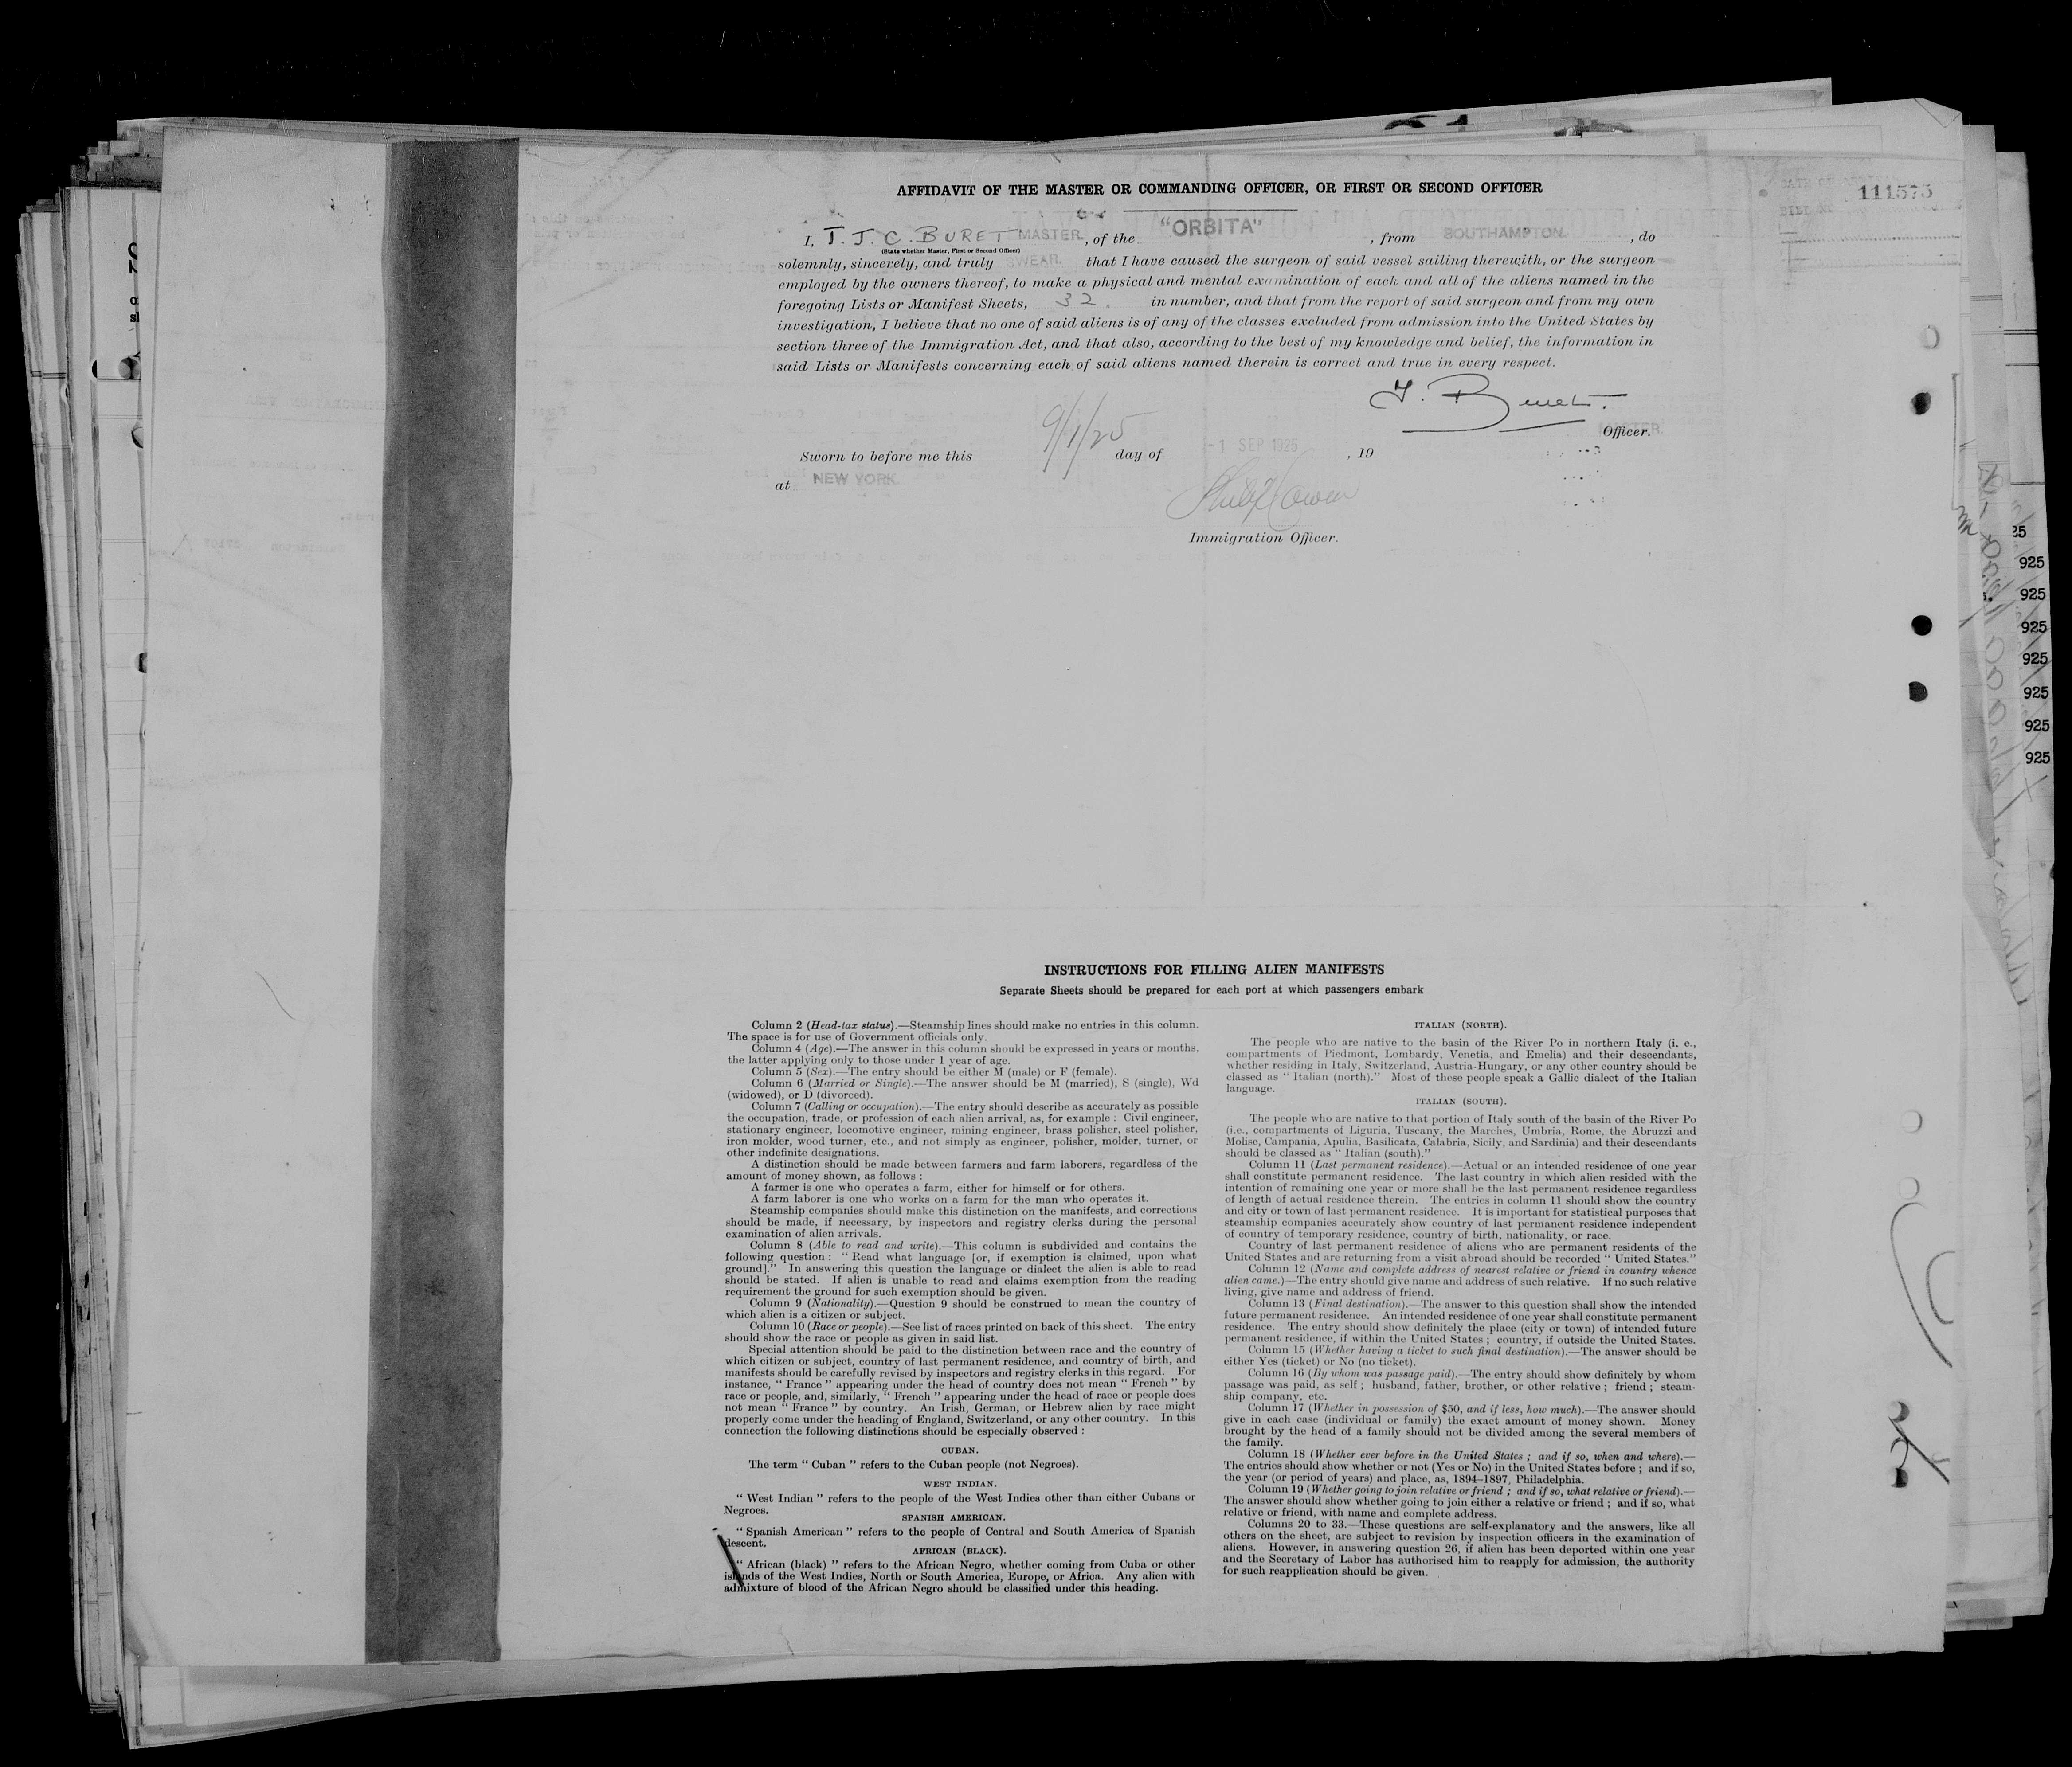 AFFIDAVIT OF THE MASTER OR COMMANDING OFFICER, OR FIRST OR SECOND OFFICER
111575
I, T. J. C. BURET MASTER, of the "ORBITA", from SOUTHAMPTON., do
(State whether Master, First or Second Officer)
solemnly, sincerely, and truly SWEAR. that I have caused the surgeon of said vessel sailing therewith, or the surgeon
employed by the owners thereof, to make a physical and mental examination of each and all of the aliens named in the
foregoing Lists or Manifest Sheets, 32. in number, and that from the report of said surgeon and from my own
investigation, I believe that no one of said aliens is of any of the classes excluded from admission into the United States by
section three of the Immigration Act, and that also, according to the best of my knowledge and belief, the information in
said Lists or Manifests concerning each of said aliens named therein is correct and true in every respect.
MASTER.
Officer.
Sworn to before me this 9/1/25 day of -1 SEP 1925, 19
at NEW YORK.
Immigration Officer.
25
925
925
925
925
925
925
925
INSTRUCTIONS FOR FILLING ALIEN MANIFESTS
Separate Sheets should be prepared for each port at which passengers embark
Column 2 (Head-tax status).—Steamship lines should make no entries in this column.
The space is for use of Government officials only.
Column 4 (Age).—The answer in this column should be expressed in years or months,
the latter applying only to those under 1 year of age.
Column 5 (Sex).—The entry should be either M (male) or F (female).
Column 6 (Married or Single).—The answer should be M (married), S (single), Wd
(widowed), or D (divorced).
Column 7 (Calling or occupation).—The entry should describe as accurately as possible
the occupation, trade, or profession of each alien arrival, as, for example : Civil engineer,
stationary engineer, locomotive engineer, mining engineer, brass polisher, steel polisher,
iron molder, wood turner, etc., and not simply as engineer, polisher, molder, turner, or
other indefinite designations.
A distinction should be made between farmers and farm laborers, regardless of the
amount of money shown, as follows :
A farmer is one who operates a farm, either for himself or for others.
A farm laborer is one who works on a farm for the man who operates it.
Steamship companies should make this distinction on the manifests, and corrections
should be made, if necessary, by inspectors and registry clerks during the personal
examination of alien arrivals.
Column 8 (Able to read and write).—This column is subdivided and contains the
following question : " Read what language [or, if exemption is claimed, upon what
ground]." In answering this question the language or dialect the alien is able to read
should be stated. If alien is unable to read and claims exemption from the reading
requirement the ground for such exemption should be given.
Column 9 (Nationality).—Question 9 should be construed to mean the country of
which alien is a citizen or subject.
Column 10 (Race or people).—See list of races printed on back of this sheet. The entry
should show the race or people as given in said list.
Special attention should be paid to the distinction between race and the country of
which citizen or subject, country of last permanent residence, and country of birth, and
manifests should be carefully revised by inspectors and registry clerks in this regard. For
instance, " France " appearing under the head of country does not mean " French " by
race or people, and, similarly, " French " appearing under the head of race or people does
not mean " France " by country. An Irish, German, or Hebrew alien by race might
properly come under the heading of England, Switzerland, or any other country. In this
connection the following distinctions should be especially observed :
CUBAN.
The term " Cuban " refers to the Cuban people (not Negroes).
WEST INDIAN.
" West Indian " refers to the people of the West Indies other than either Cubans or
Negroes.
SPANISH AMERICAN.
" Spanish American " refers to the people of Central and South America of Spanish
descent.
AFRICAN (BLACK).
" African (black) " refers to the African Negro, whether coming from Cuba or other
islands of the West Indies, North or South America, Europe, or Africa. Any alien with
admixture of blood of the African Negro should be classified under this heading.
ITALIAN (NORTH).
The people who are native to the basin of the River Po in northern Italy (i. e.,
compartments of Piedmont, Lombardy, Venetia, and Emelia) and their descendants,
whether residing in Italy, Switzerland, Austria-Hungary, or any other country should be
classed as " Italian (north)." Most of these people speak a Gallic dialect of the Italian
language.
ITALIAN (SOUTH).
The people who are native to that portion of Italy south of the basin of the River Po
(i.e., compartments of Liguria, Tuscany, the Marches, Umbria, Rome, the Abruzzi and
Molise, Campania, Apulia, Basilicata, Calabria, Sicily, and Sardinia) and their descendants
should be classed as " Italian (south)."
Column 11 (Last permanent residence).—Actual or an intended residence of one year
shall constitute permanent residence. The last country in which alien resided with the
intention of remaining one year or more shall be the last permanent residence regardless
of length of actual residence therein. The entries in column 11 should show the country
and city or town of last permanent residence. It is important for statistical purposes that
steamship companies accurately show country of last permanent residence independent
of country of temporary residence, country of birth, nationality, or race.
Country of last permanent residence of aliens who are permanent residents of the
United States and are returning from a visit abroad should be recorded " United States."
Column 12 (Name and complete address of nearest relative or friend in country whence
alien came.)—The entry should give name and address of such relative. If no such relative
living, give name and address of friend.
Column 13 (Final destination).—The answer to this question shall show the intended
future permanent residence. An intended residence of one year shall constitute permanent
residence. The entry should show definitely the place (city or town) of intended future
permanent residence, if within the United States ; country, if outside the United States.
Column 15 (Whether having a ticket to such final destination).—The answer should be
either Yes (ticket) or No (no ticket).
Column 16 (By whom was passage paid).—The entry should show definitely by whom
passage was paid, as self ; husband, father, brother, or other relative ; friend ; steam-
ship company, etc.
Column 17 (Whether in possession of $50, and if less, how much).—The answer should
give in each case (individual or family) the exact amount of money shown. Money
brought by the head of a family should not be divided among the several members of
the family.
Column 18 (Whether ever before in the United States ; and if so, when and where).—
The entries should show whether or not (Yes or No) in the United States before ; and if so,
the year (or period of years) and place, as, 1894–1897, Philadelphia.
Column 19 (Whether going to join relative or friend ; and if so, what relative or friend).—
The answer should show whether going to join either a relative or friend ; and if so, what
relative or friend, with name and complete address.
Columns 20 to 33.—These questions are self-explanatory and the answers, like all
others on the sheet, are subject to revision by inspection officers in the examination of
aliens. However, in answering question 26, if alien has been deported within one year
and the Secretary of Labor has authorised him to reapply for admission, the authority
for such reapplication should be given.